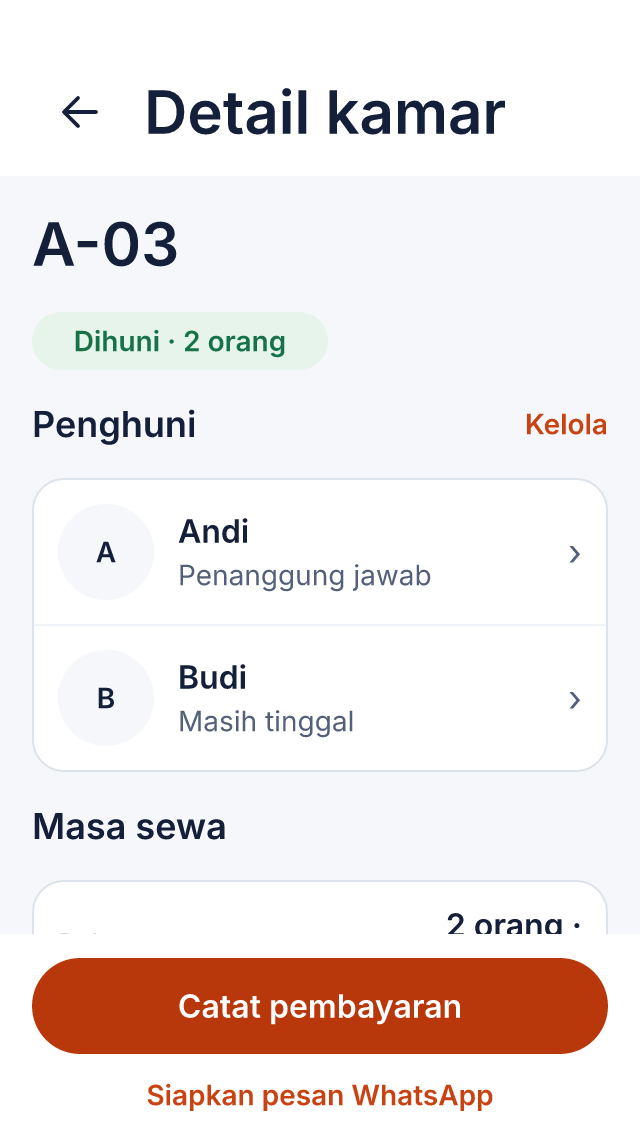 Detail kamar
A-03
Dihuni · 2 orang
Penghuni
Kelola
A
Andi
Penanggung jawab
›
B
Budi
Masih tinggal
›
Masa sewa
2 orang ·
Catat pembayaran
Siapkan pesan WhatsApp